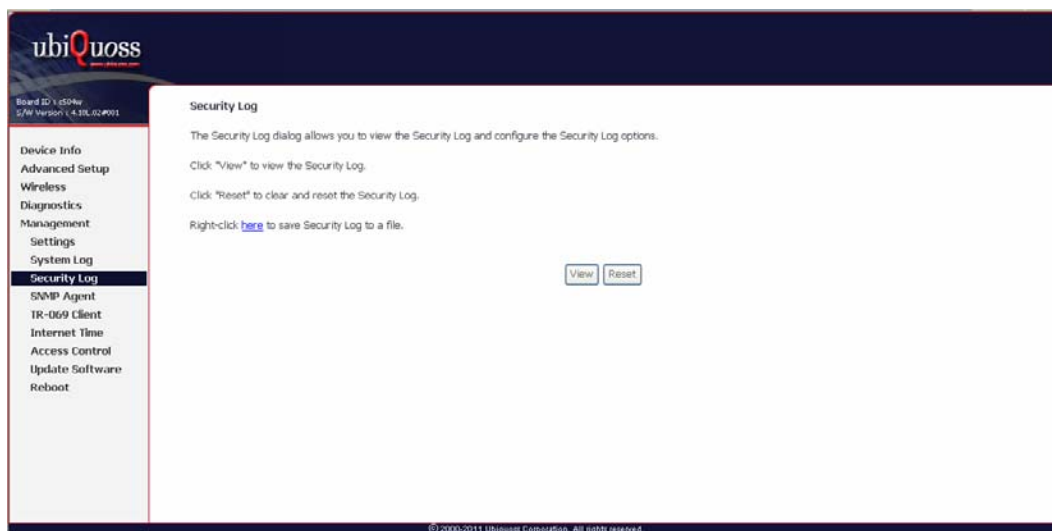 ubiQuoss
Board ID : c504w
S/W Version : 4.10L.02#001
Device Info
Advanced Setup
Wireless
Diagnostics
Management
Settings
System Log
Security Log
SNMP Agent
TR-069 Client
Internet Time
Access Control
Update Software
Reboot
Security Log
The Security Log dialog allows you to view the Security Log and configure the Security Log options.
Click "View" to view the Security Log.
Click "Reset" to clear and reset the Security Log.
Right-click here to save Security Log to a file.
View Reset
© 2000-2011 Ubiquoss Corporation. All rights reserved.